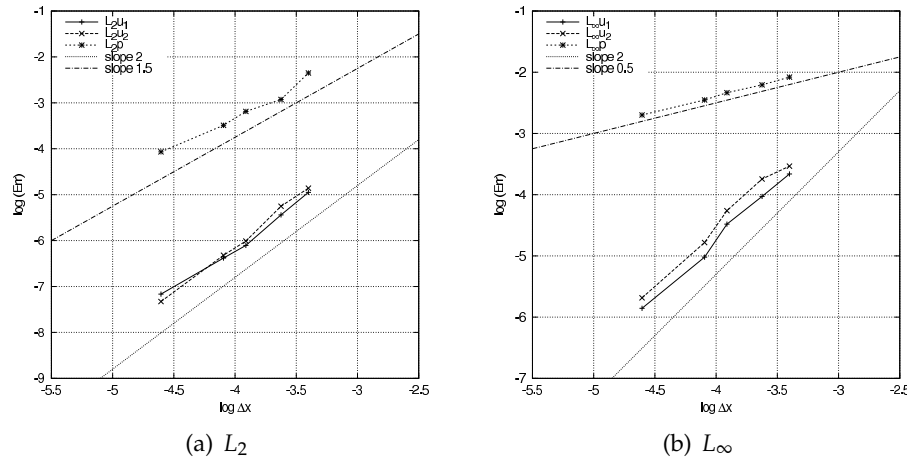 L₂u₁
L₂u₂
L₂p
slope 2
slope 1.5
-1
-2
-3
-4
-5
-6
-7
-8
-9
log (Err)
-5.5 -5 -4.5 -4 -3.5 -3 -2.5
log Δx
(a) L₂
L∞u₁
L∞u₂
L∞p
slope 2
slope 0.5
-1
-2
-3
-4
-5
-6
-7
log (Err)
-5.5 -5 -4.5 -4 -3.5 -3 -2.5
log Δx
(b) L∞